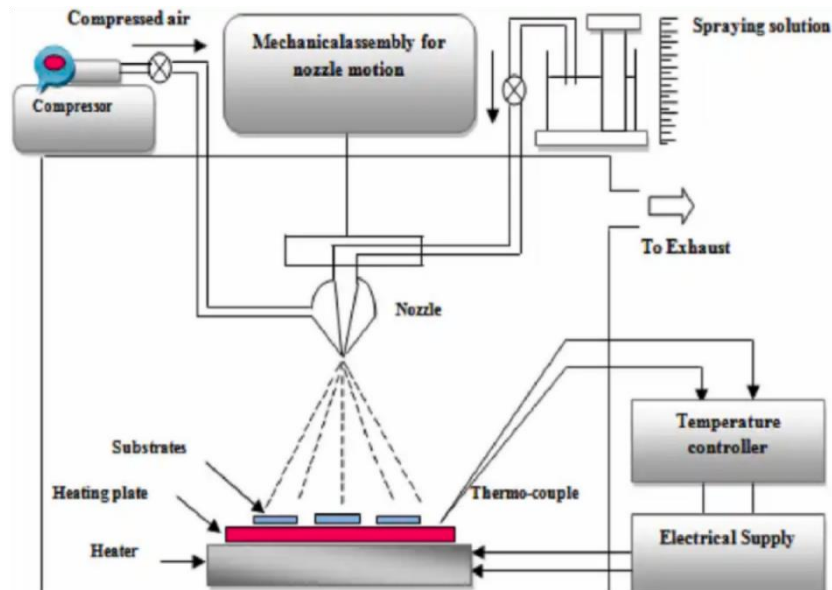 Compressed air
Compressor
Mechanicalassembly for
nozzle motion
Spraying solution
To Exhaust
Nozzle
Substrates
Heating plate
Heater
Thermo-couple
Temperature
controller
Electrical Supply